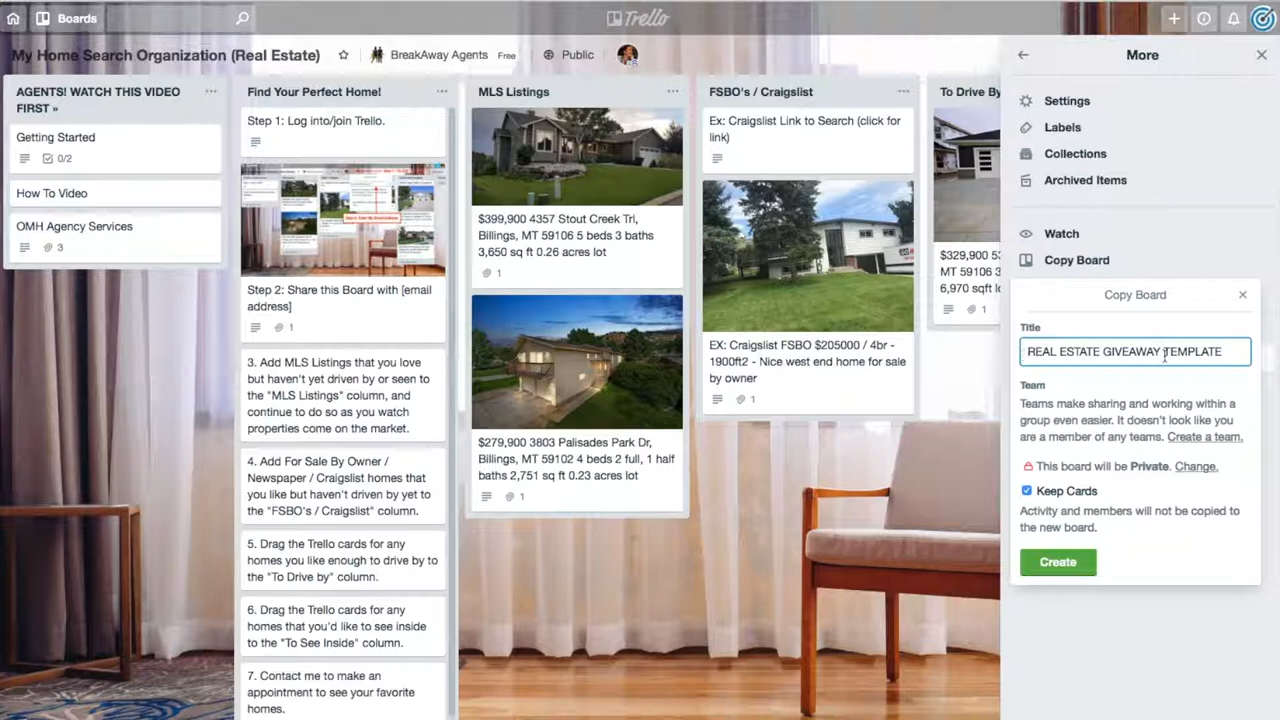 Boards
Trello
My Home Search Organization (Real Estate)
BreakAway Agents
Free
Public
AGENTS! WATCH THIS VIDEO
FIRST »
Getting Started
0/2
How To Video
OMH Agency Services
3
Find Your Perfect Home!
Step 1: Log into/join Trello.
Step 2: Share this Board with [email
address]
1
3. Add MLS Listings that you love
but haven't yet driven by or seen to
the "MLS Listings" column, and
continue to do so as you watch
properties come on the market.
4. Add For Sale By Owner /
Newspaper / Craigslist homes that
you like but haven't driven by yet to
the "FSBO's / Craigslist" column.
5. Drag the Trello cards for any
homes you like enough to drive by to
the "To Drive by" column.
6. Drag the Trello cards for any
homes that you'd like to see inside
to the "To See Inside" column.
7. Contact me to make an
appointment to see your favorite
homes.
MLS Listings
$399,900 4357 Stout Creek Trl,
Billings, MT 59106 5 beds 3 baths
3,650 sq ft 0.26 acres lot
1
$279,900 3803 Palisades Park Dr,
Billings, MT 59102 4 beds 2 full, 1 half
baths 2,751 sq ft 0.23 acres lot
1
FSBO's / Craigslist
Ex: Craigslist Link to Search (click for
link)
EX: Craigslist FSBO $205000 / 4br -
1900ft2 - Nice west end home for sale
by owner
1
To Drive By
$329,900 53
MT 59106 3
6,970 sqft lo
1
More
Settings
Labels
Collections
Archived Items
Watch
Copy Board
Copy Board
Title
REAL ESTATE GIVEAWAY TEMPLATE
Team
Teams make sharing and working within a
group even easier. It doesn't look like you
are a member of any teams. Create a team.
This board will be Private. Change.
Keep Cards
Activity and members will not be copied to
the new board.
Create